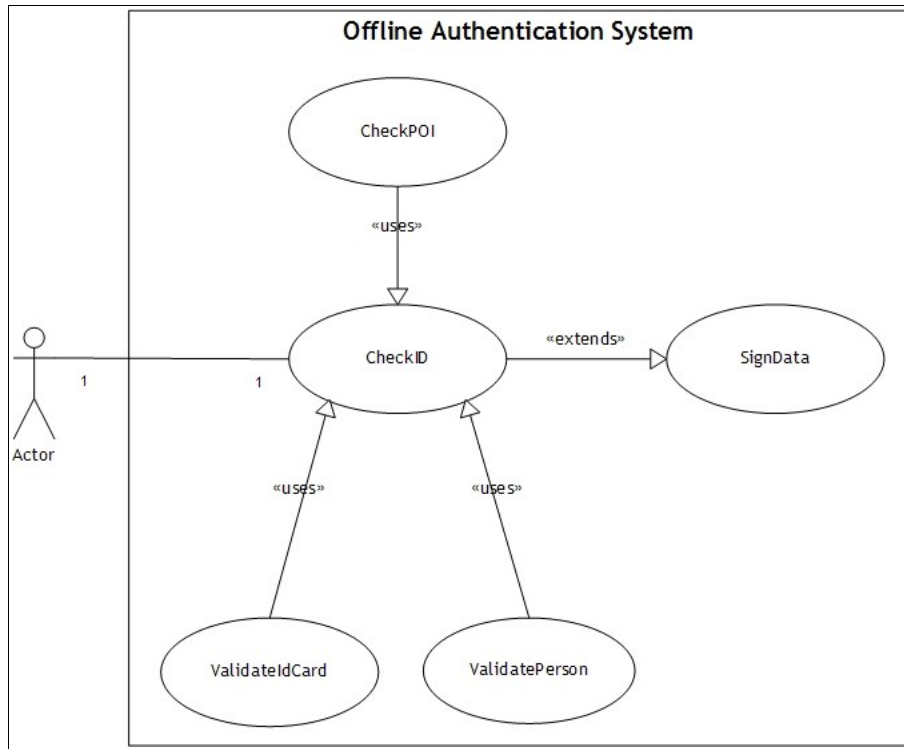 Offline Authentication System
CheckPOI
«uses»
CheckID
«extends»
SignData
1
1
Actor
«uses»
«uses»
ValidateIdCard
ValidatePerson